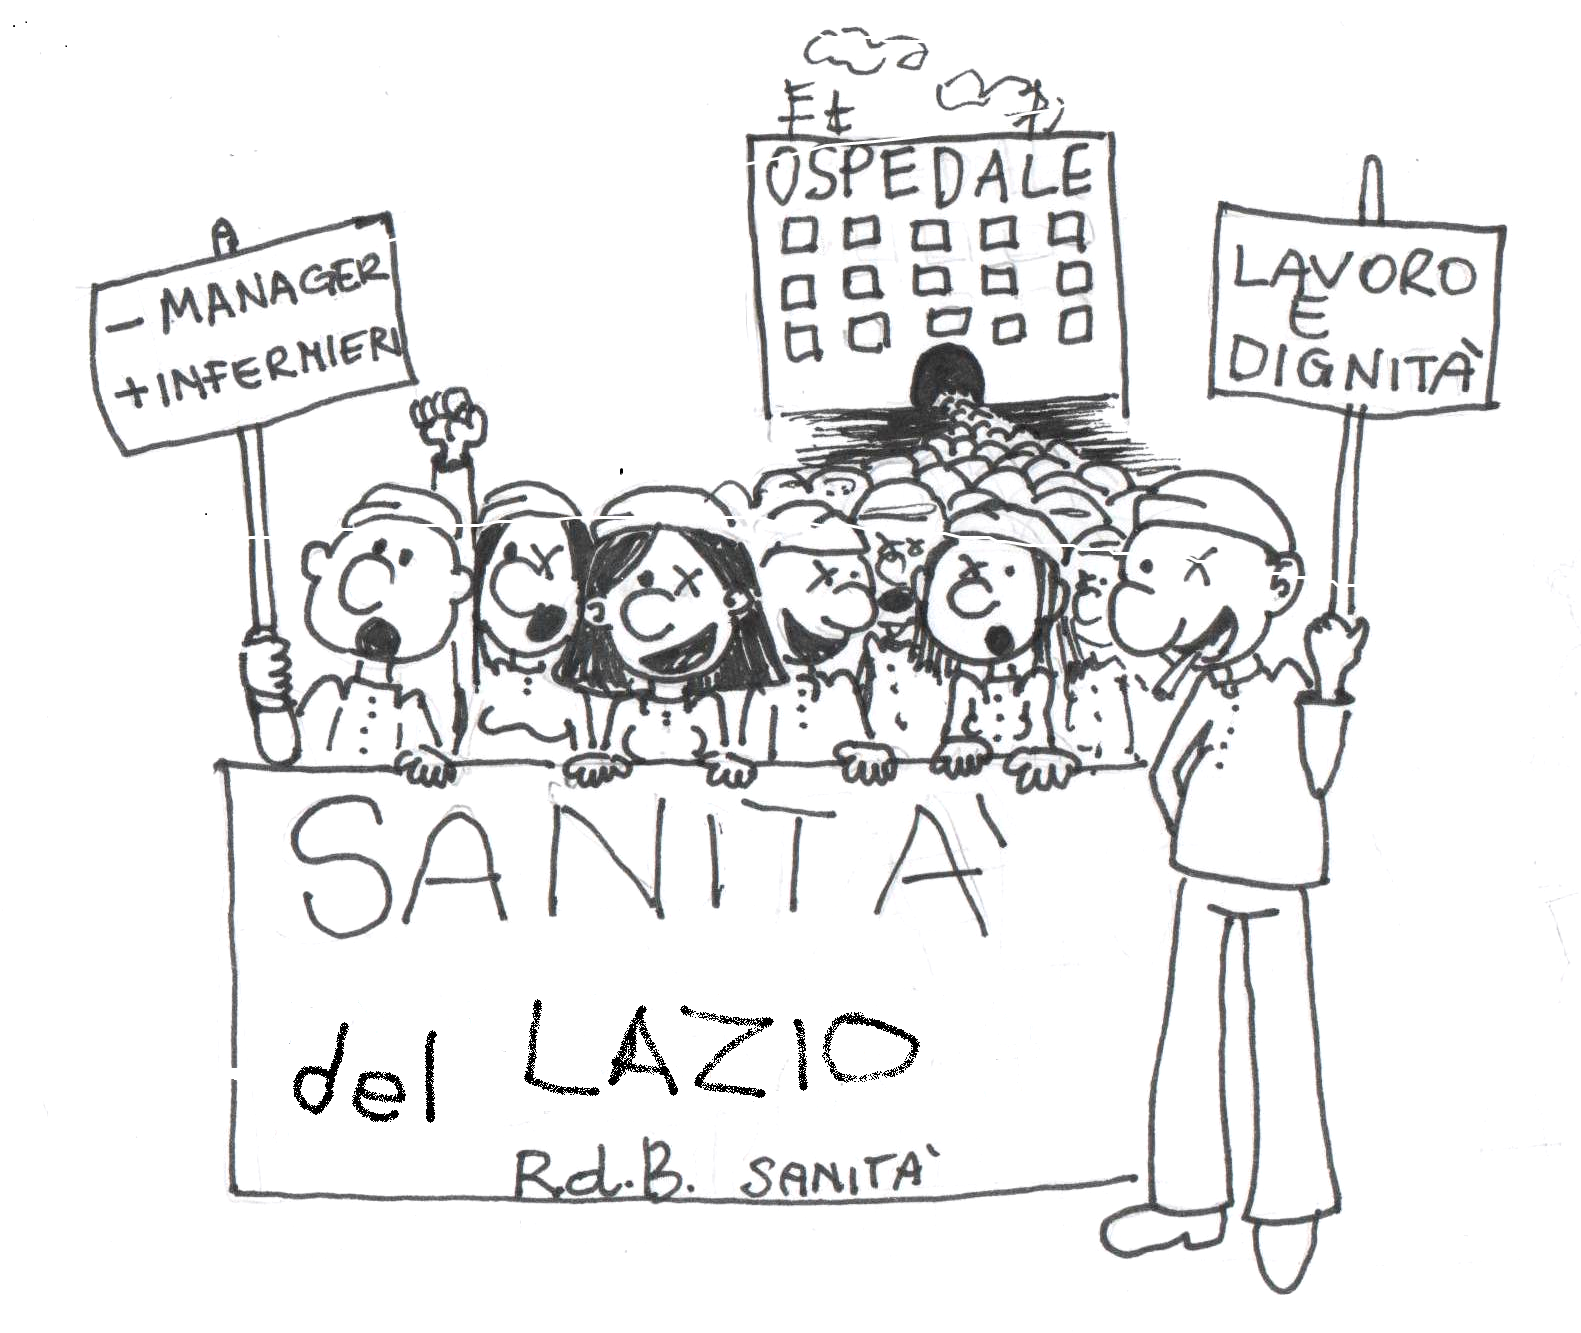 OSPEDALE
- MANAGER
+ INFERMIERI
LAVORO
E
DIGNITÀ
SANITA'
del LAZIO
R.d.B. SANITA'